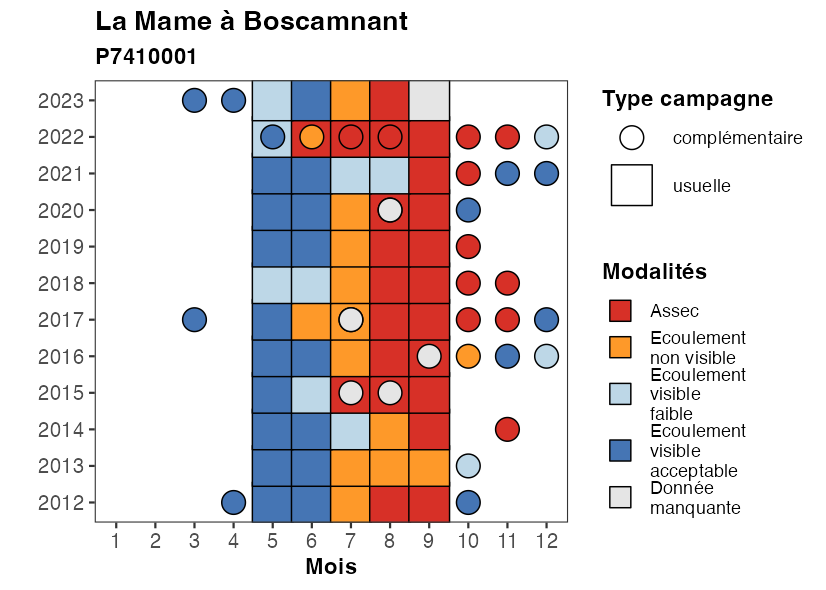 La Mame à Boscamnant
P7410001
2023
2022
2021
2020
2019
2018
2017
2016
2015
2014
2013
2012
1 2 3 4 5 6 7 8 9 10 11 12
Mois
Type campagne
complémentaire
usuelle
Modalités
Assec
Ecoulement
non visible
Ecoulement
visible
faible
Ecoulement
visible
acceptable
Donnée
manquante